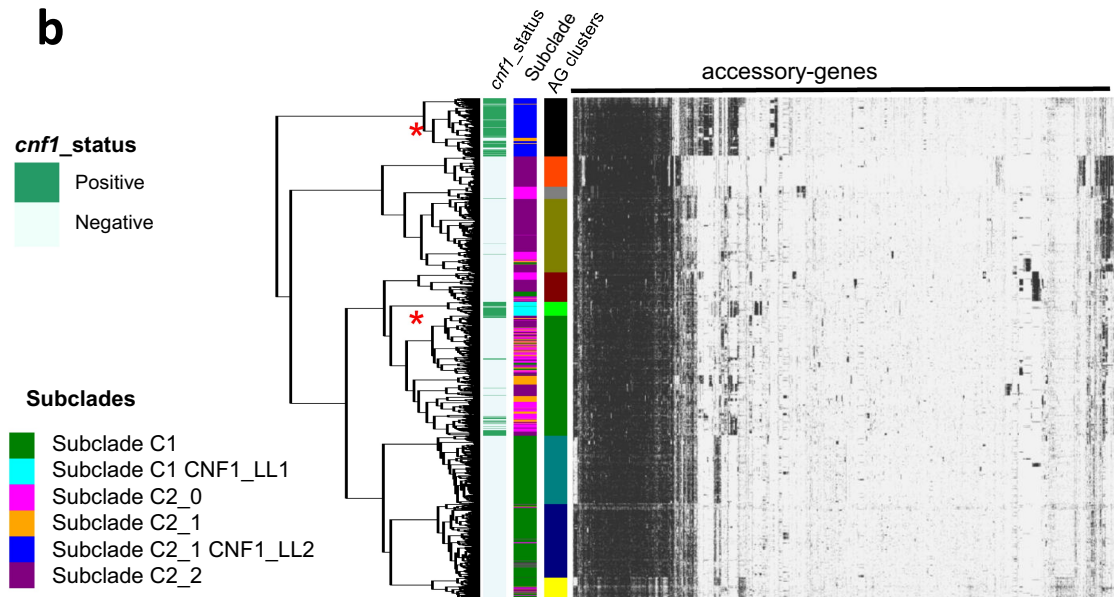 b
cnf1_status
Subclade
AG clusters
accessory-genes
*
*
cnf1_status
Positive
Negative
Subclades
Subclade C1
Subclade C1 CNF1_LL1
Subclade C2_0
Subclade C2_1
Subclade C2_1 CNF1_LL2
Subclade C2_2